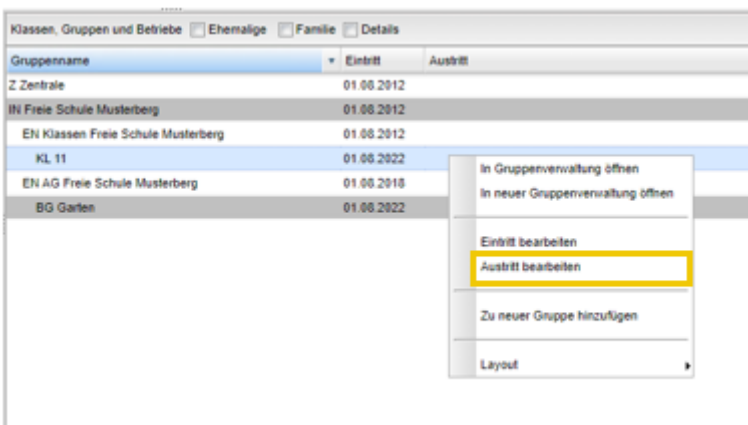 Klassen, Gruppen und Betriebe Ehemalige Familie Details
Gruppenname Eintritt Austritt
Z Zentrale 01.08.2012
IN Freie Schule Musterberg 01.08.2012
EN Klassen Freie Schule Musterberg 01.08.2012
KL 11 01.08.2022
EN AG Freie Schule Musterberg 01.08.2018
BG Garten 01.08.2022
In Gruppenverwaltung öffnen
In neuer Gruppenverwaltung öffnen
Eintritt bearbeiten
Austritt bearbeiten
Zu neuer Gruppe hinzufügen
Layout